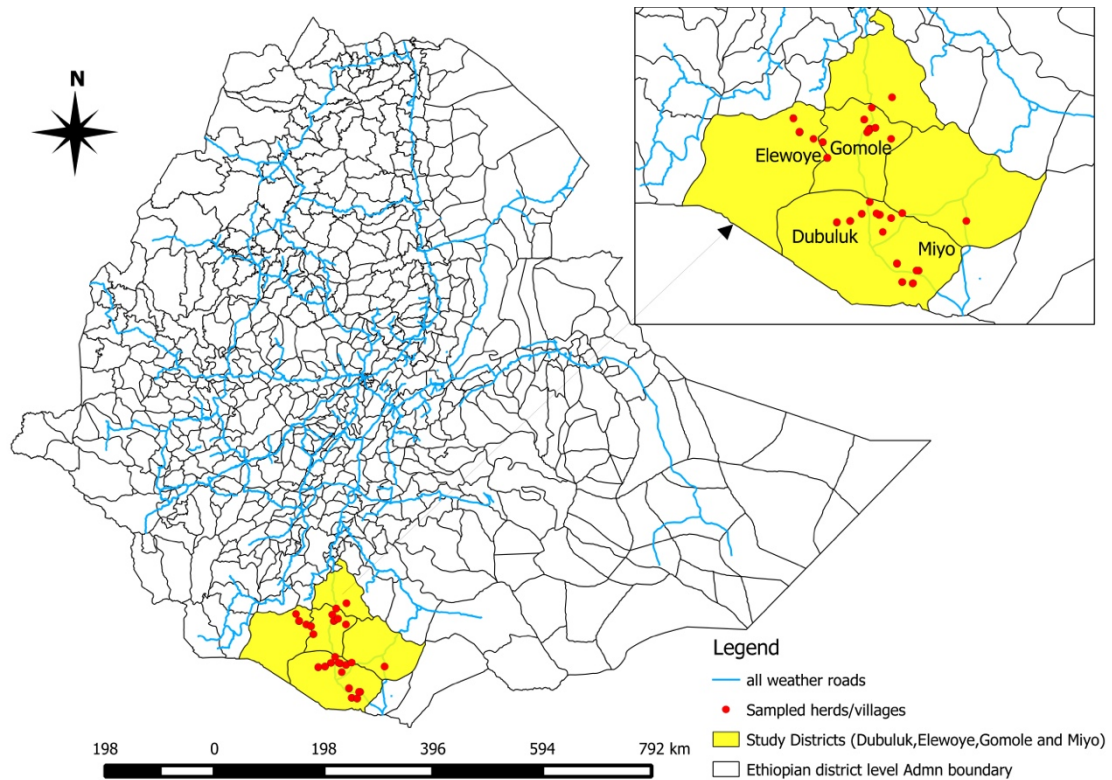 N
Elewoye
Gomole
Dubuluk
Miyo
Legend
all weather roads
Sampled herds/villages
Study Districts (Dubuluk,Elewoye,Gomole and Miyo)
Ethiopian district level Admn boundary
198 0 198 396 594 792 km